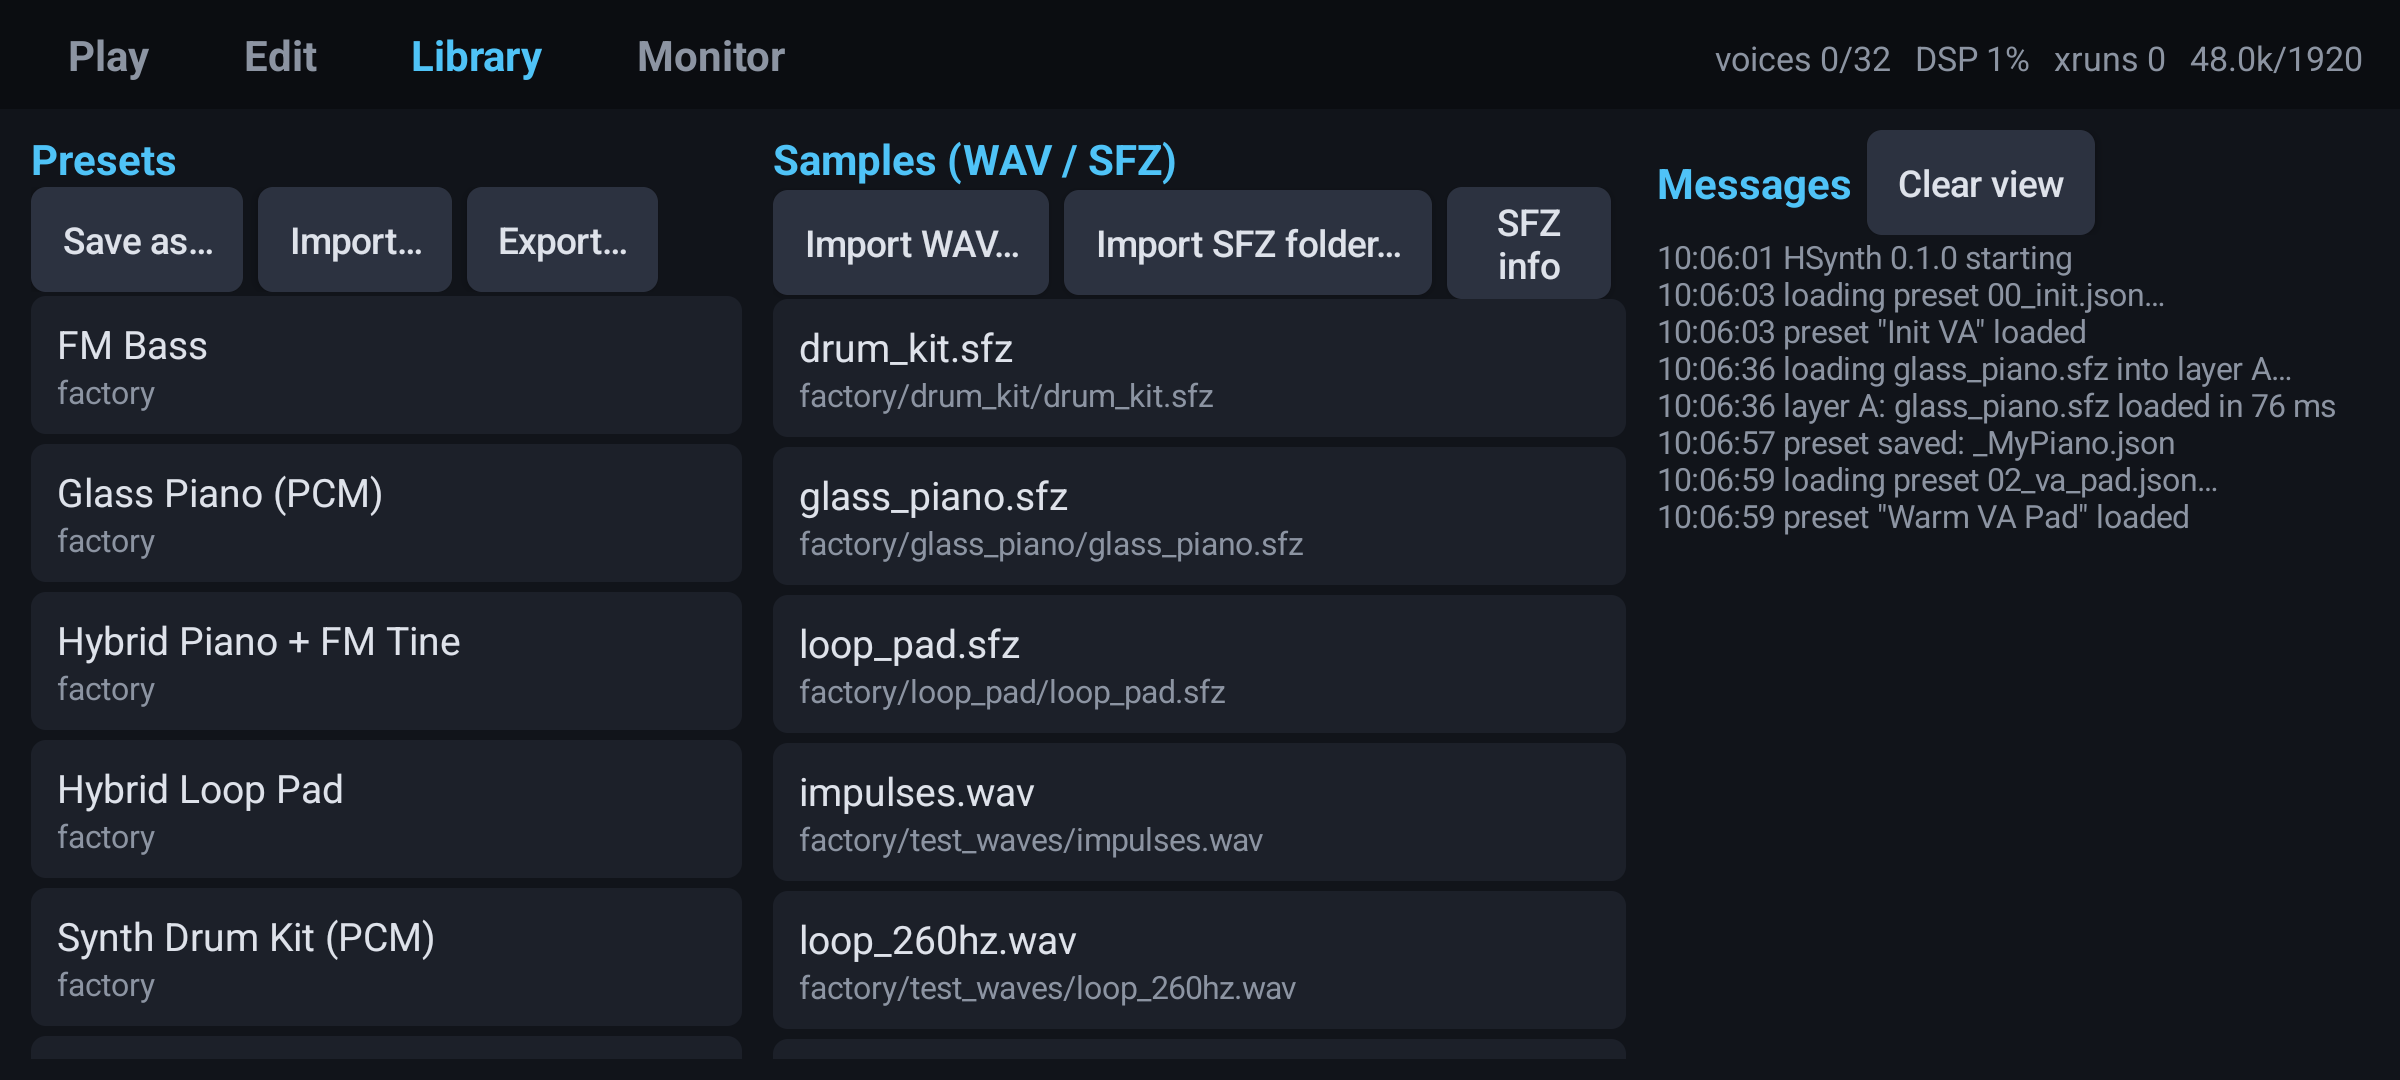 Play Edit Library Monitor voices 0/32 DSP 1% xruns 0 48.0k/1920
Presets
Save as... Import... Export...
FM Bass
factory
Glass Piano (PCM)
factory
Hybrid Piano + FM Tine
factory
Hybrid Loop Pad
factory
Synth Drum Kit (PCM)
factory
Samples (WAV / SFZ)
Import WAV... Import SFZ folder... SFZ
info
drum_kit.sfz
factory/drum_kit/drum_kit.sfz
glass_piano.sfz
factory/glass_piano/glass_piano.sfz
loop_pad.sfz
factory/loop_pad/loop_pad.sfz
impulses.wav
factory/test_waves/impulses.wav
loop_260hz.wav
factory/test_waves/loop_260hz.wav
Messages Clear view
10:06:01 HSynth 0.1.0 starting
10:06:03 loading preset 00_init.json...
10:06:03 preset "Init VA" loaded
10:06:36 loading glass_piano.sfz into layer A...
10:06:36 layer A: glass_piano.sfz loaded in 76 ms
10:06:57 preset saved: _MyPiano.json
10:06:59 loading preset 02_va_pad.json...
10:06:59 preset "Warm VA Pad" loaded